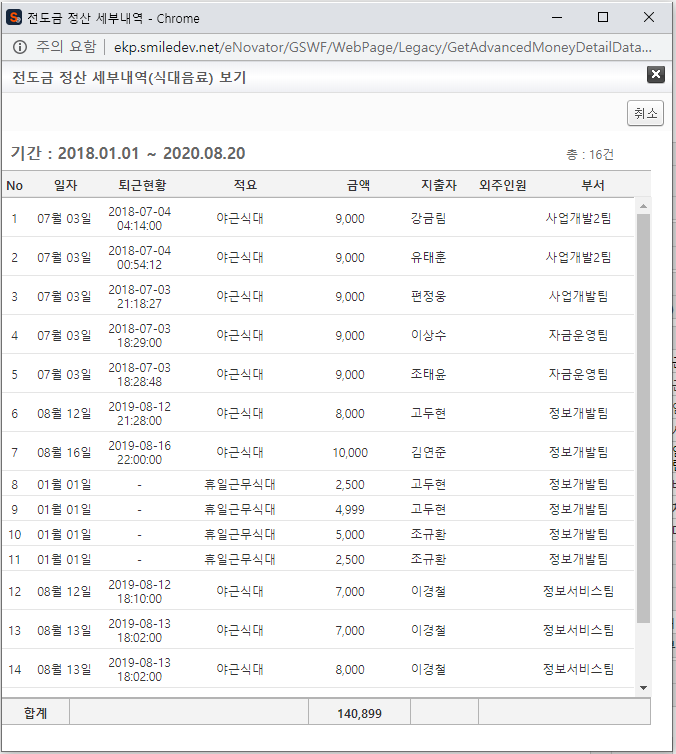 전도금 정산 세부내역 - Chrome
주의 요함 | ekp.smiledev.net/eNovator/GSWF/WebPage/Legacy/GetAdvancedMoneyDetailData...
전도금 정산 세부내역(식대음료) 보기
취소
기간 : 2018.01.01 ~ 2020.08.20 총 : 16건
No 일자 퇴근현황 적요 금액 지출자 외주인원 부서
1 07월 03일 2018-07-04 04:14:00 야근식대 9,000 강금림 사업개발2팀
2 07월 03일 2018-07-04 00:54:12 야근식대 9,000 유태훈 사업개발2팀
3 07월 03일 2018-07-03 21:18:27 야근식대 9,000 편정웅 사업개발팀
4 07월 03일 2018-07-03 18:29:00 야근식대 9,000 이상수 자금운영팀
5 07월 03일 2018-07-03 18:28:48 야근식대 9,000 조태윤 자금운영팀
6 08월 12일 2019-08-12 21:28:00 야근식대 8,000 고두현 정보개발팀
7 08월 16일 2019-08-16 22:00:00 야근식대 10,000 김연준 정보개발팀
8 01월 01일 - 휴일근무식대 2,500 고두현 정보개발팀
9 01월 01일 - 휴일근무식대 4,999 고두현 정보개발팀
10 01월 01일 - 휴일근무식대 5,000 조규환 정보개발팀
11 01월 01일 - 휴일근무식대 2,500 조규환 정보개발팀
12 08월 12일 2019-08-12 18:10:00 야근식대 7,000 이경철 정보서비스팀
13 08월 13일 2019-08-13 18:02:00 야근식대 7,000 이경철 정보서비스팀
14 08월 13일 2019-08-13 18:02:00 야근식대 8,000 이경철 정보서비스팀
합계 140,899